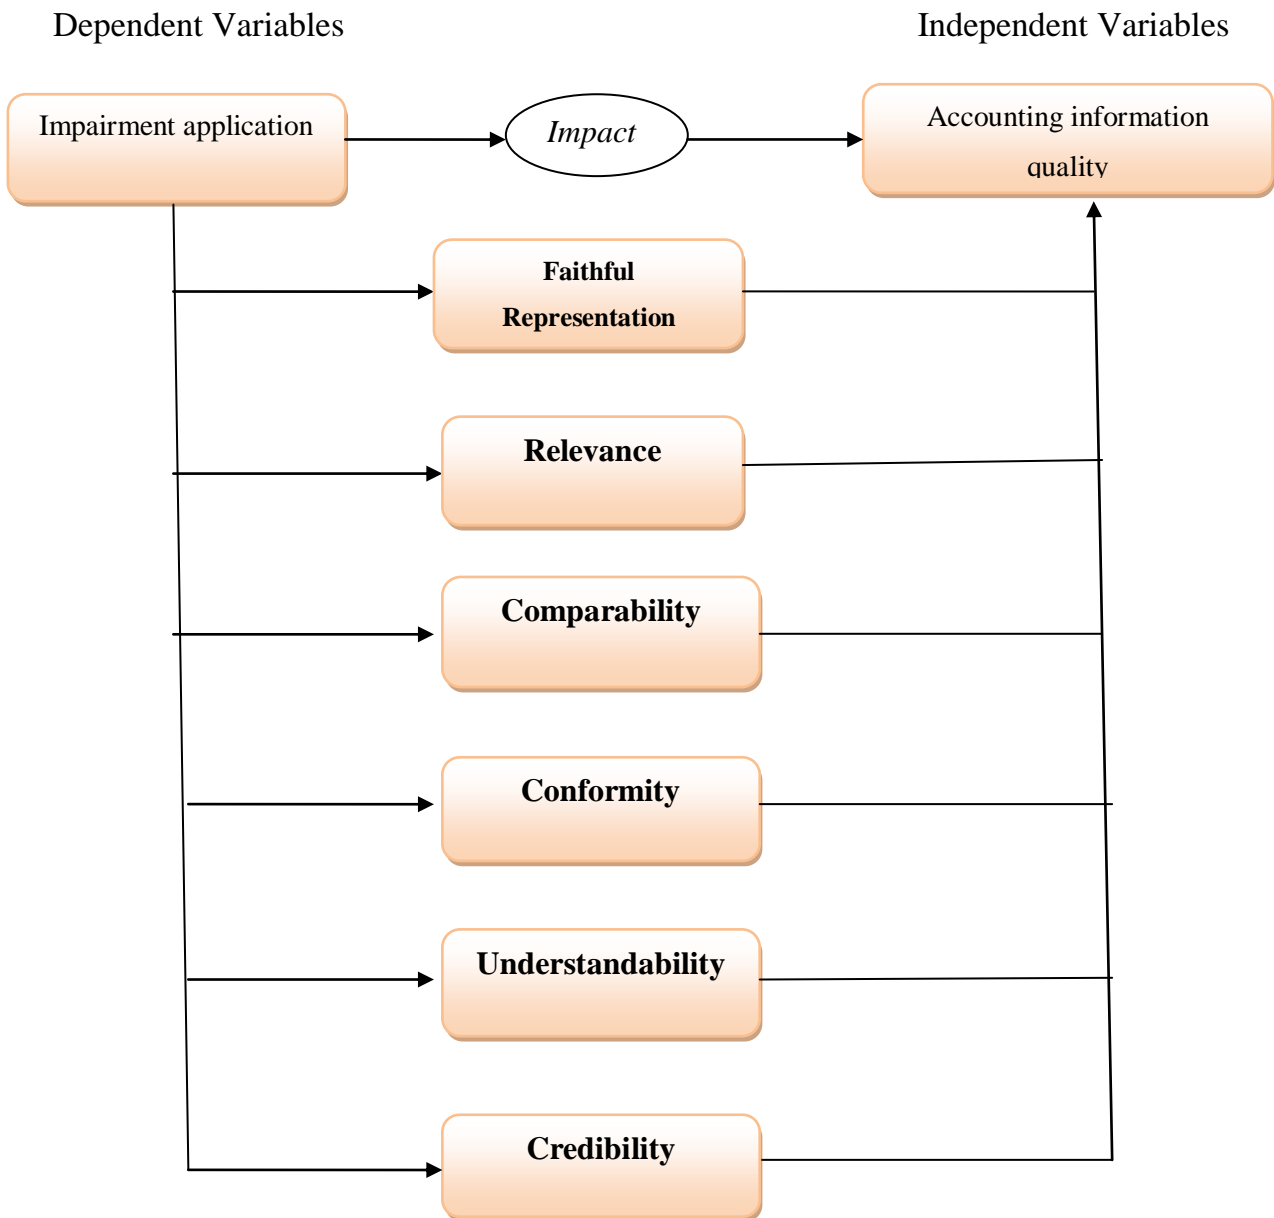 Dependent Variables
Independent Variables
Impairment application
Impact
Accounting information
quality
Faithful
Representation
Relevance
Comparability
Conformity
Understandability
Credibility